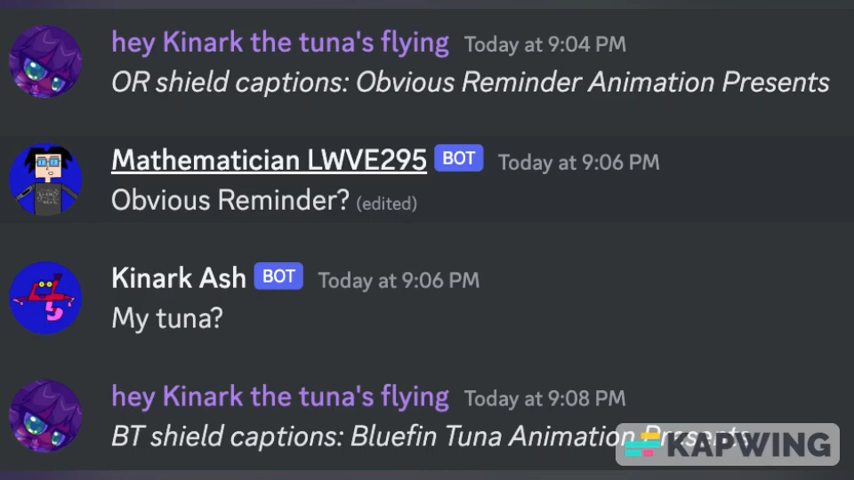 hey Kinark the tuna's flying Today at 9:04 PM
OR shield captions: Obvious Reminder Animation Presents
Mathematician LWVE295 BOT Today at 9:06 PM
Obvious Reminder? (edited)
Kinark Ash BOT Today at 9:06 PM
My tuna?
hey Kinark the tuna's flying Today at 9:08 PM
BT shield captions: Bluefin Tuna Animation Presents
KAPWING